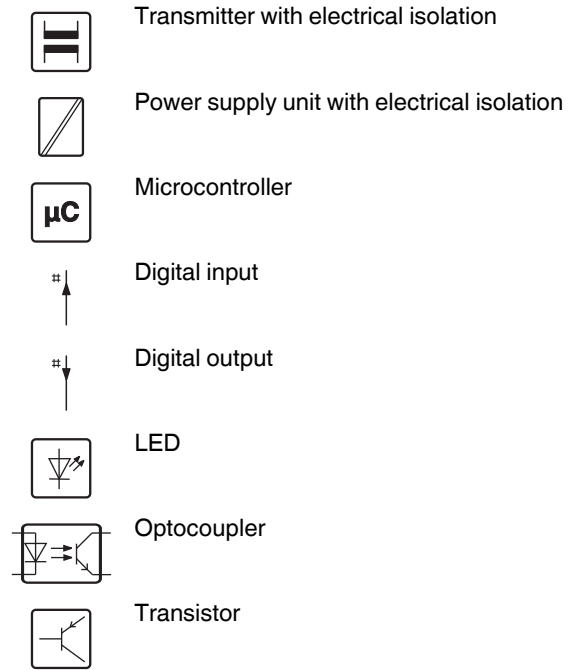 Transmitter with electrical isolation
Power supply unit with electrical isolation
µC
Microcontroller
#
Digital input
#
Digital output
LED
Optocoupler
Transistor